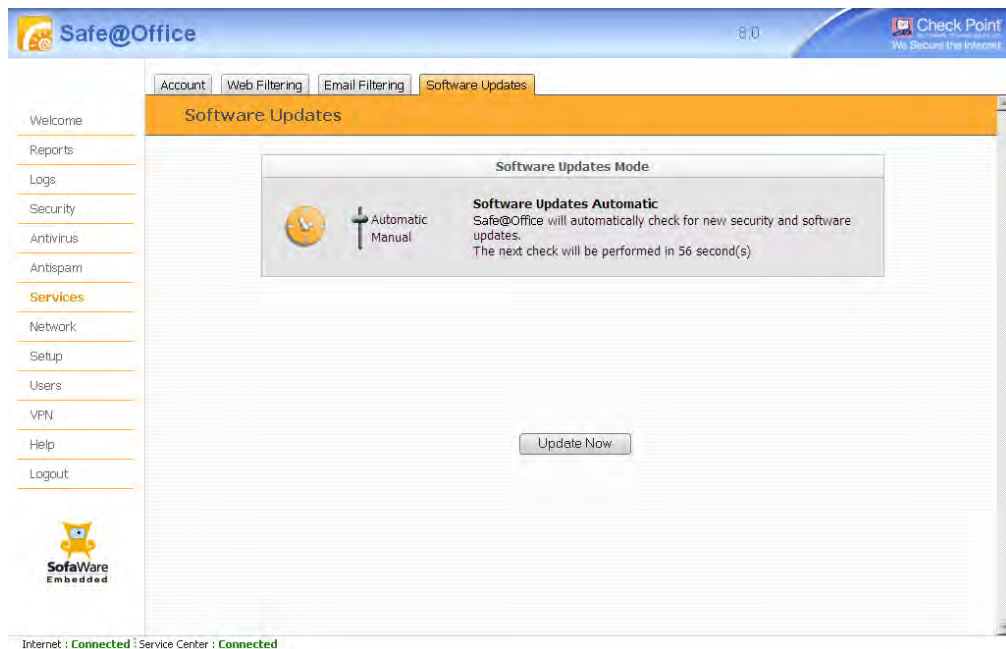 Safe@Office
8.0
Check Point
We Secure the Internet.
Account
Web Filtering
Email Filtering
Software Updates
Software Updates
Welcome
Reports
Logs
Security
Antivirus
Antispam
Services
Network
Setup
Users
VPN
Help
Logout
Software Updates Mode
Automatic
Manual
Software Updates Automatic
Safe@Office will automatically check for new security and software
updates.
The next check will be performed in 56 second(s)
Update Now
SofaWare
Embedded
Internet : Connected
Service Center : Connected